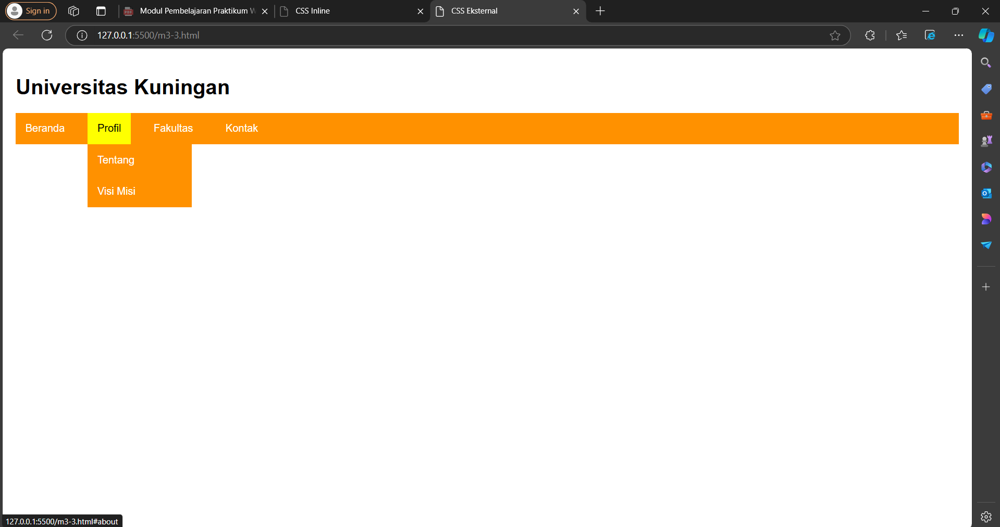 Sign in
Modul Pembelajaran Praktikum W
CSS Inline
CSS Eksternal
127.0.0.1:5500/m3-3.html
Universitas Kuningan
Beranda
Profil
Fakultas
Kontak
Tentang
Visi Misi
127.0.0.1:5500/m3-3.html#about